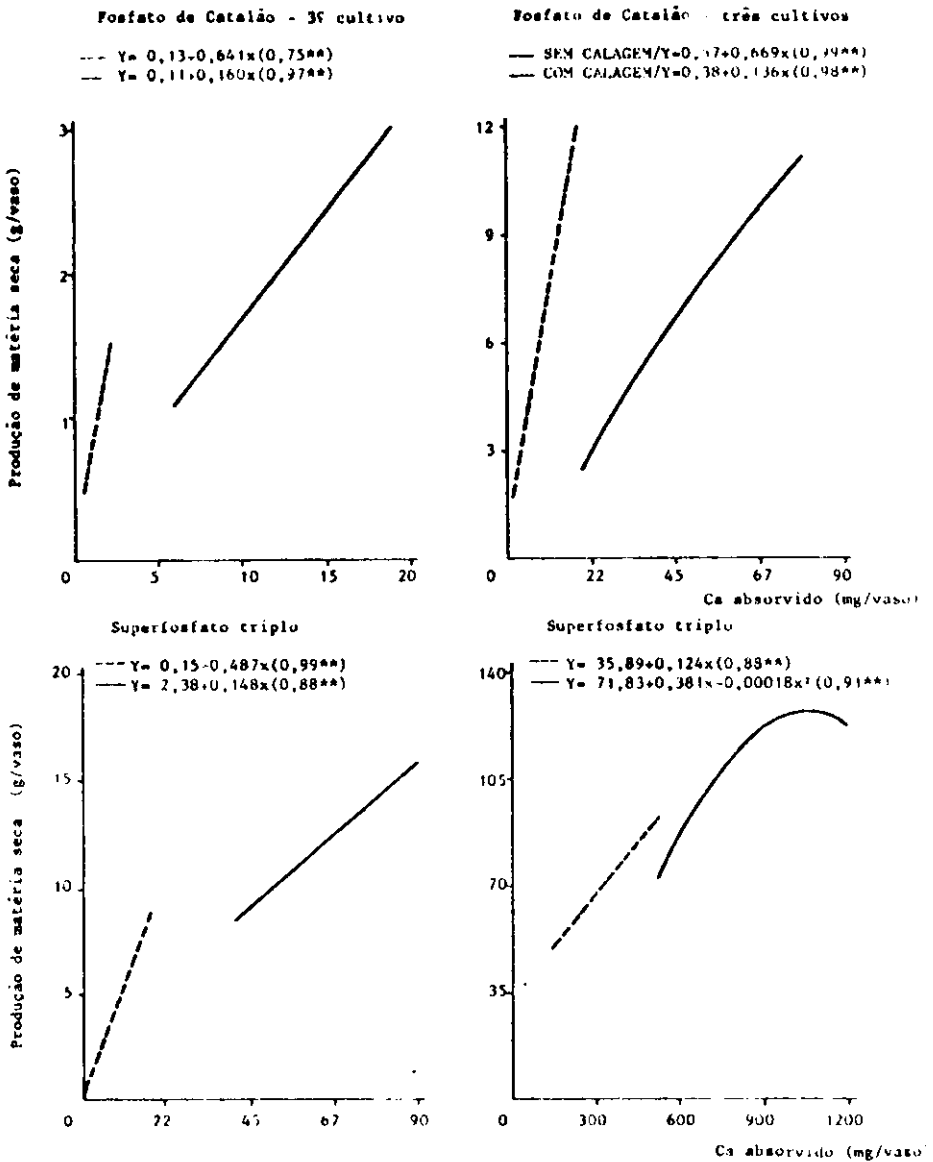 Fosfato de Catalão - 3º cultivo
--- Y= 0,13+0,641x(0,75**)
— Y= 0,11+0,160x(0,97**)
Produção de matéria seca (g/vaso)
3
2
1
0 5 10 15 20
Fosfato de Catalão - três cultivos
— SEM CALAGEM/Y=0,37+0,669x(0,99**)
— COM CALAGEM/Y=0,38+0,136x(0,98**)
12
9
6
3
0 22 45 67 90
Ca absorvido (mg/vaso)
Superfosfato triplo
--- Y= 0,15+0,487x(0,99**)
— Y= 2,38+0,148x(0,88**)
Produção de matéria seca (g/vaso)
20
15
10
5
0 22 45 67 90
Superfosfato triplo
--- Y= 35,89+0,124x(0,88**)
— Y= 71,83+0,381x-0,00018x²(0,91**)
140
105
70
35
0 300 600 900 1200
Ca absorvido (mg/vaso)